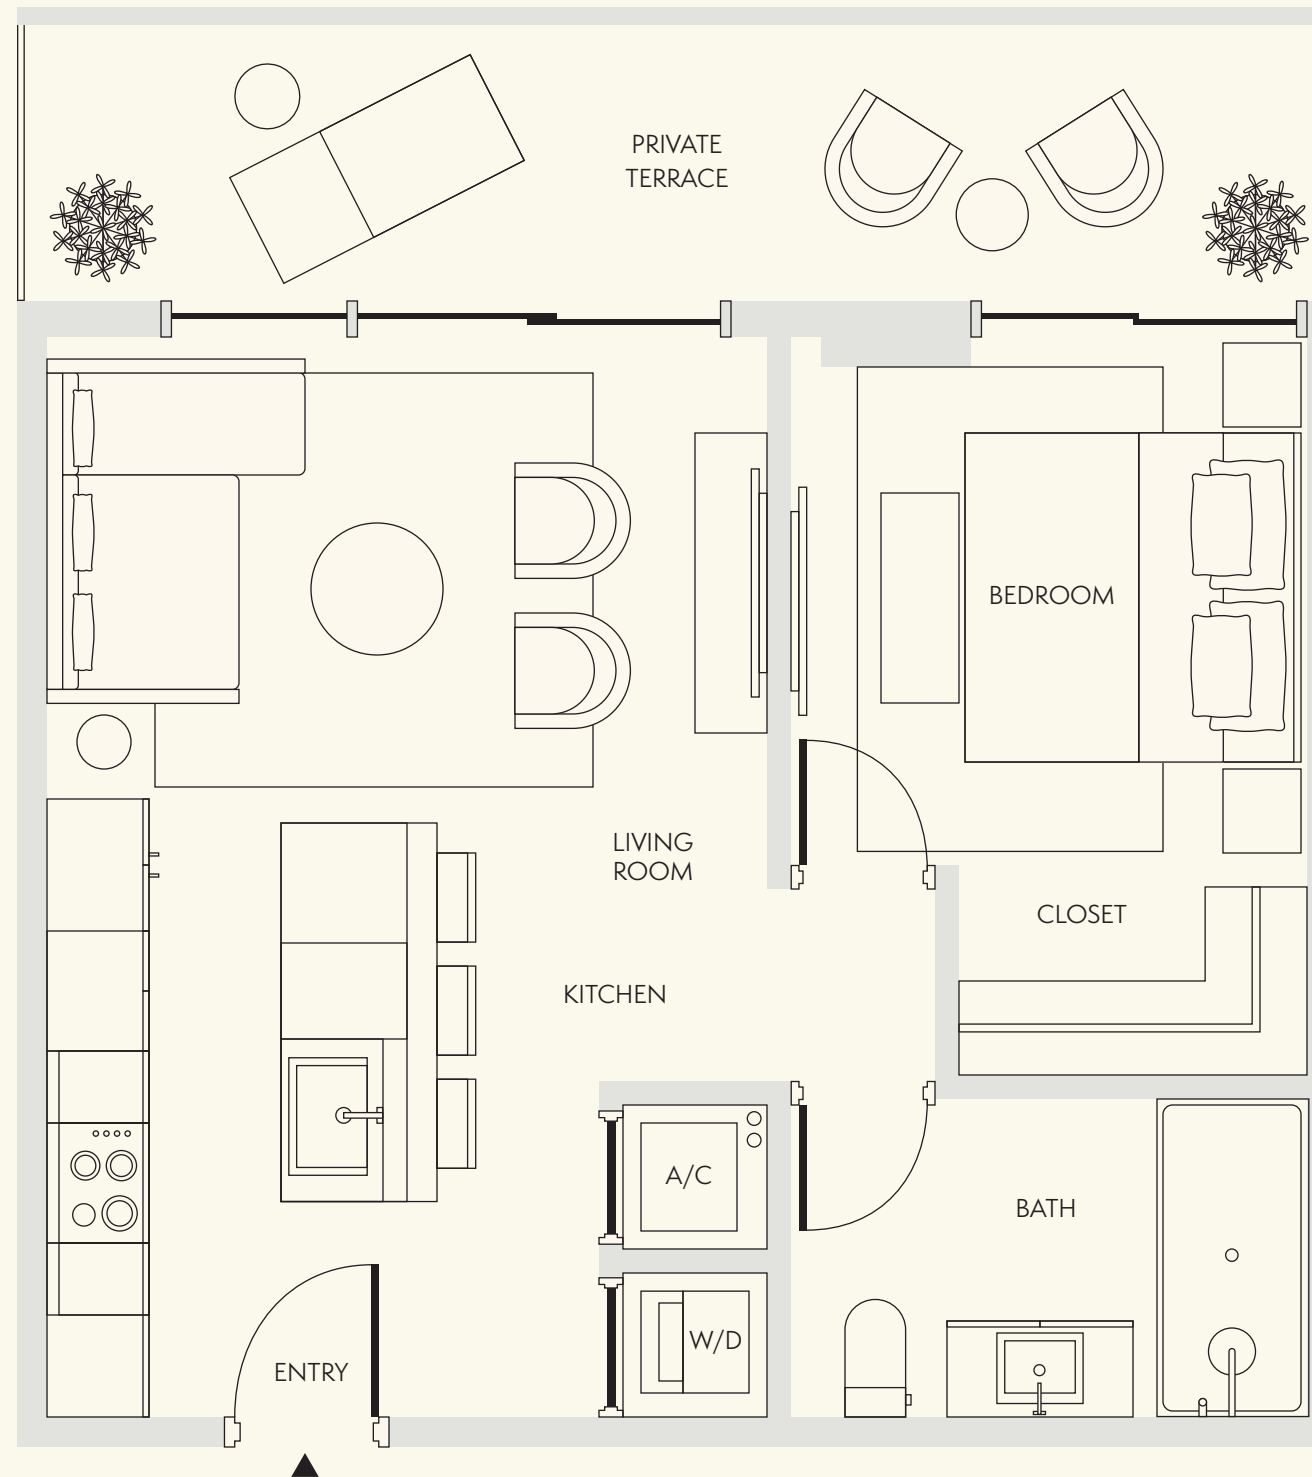 PRIVATE
TERRACE
BEDROOM
LIVING
ROOM
CLOSET
KITCHEN
A/C
BATH
W/D
ENTRY